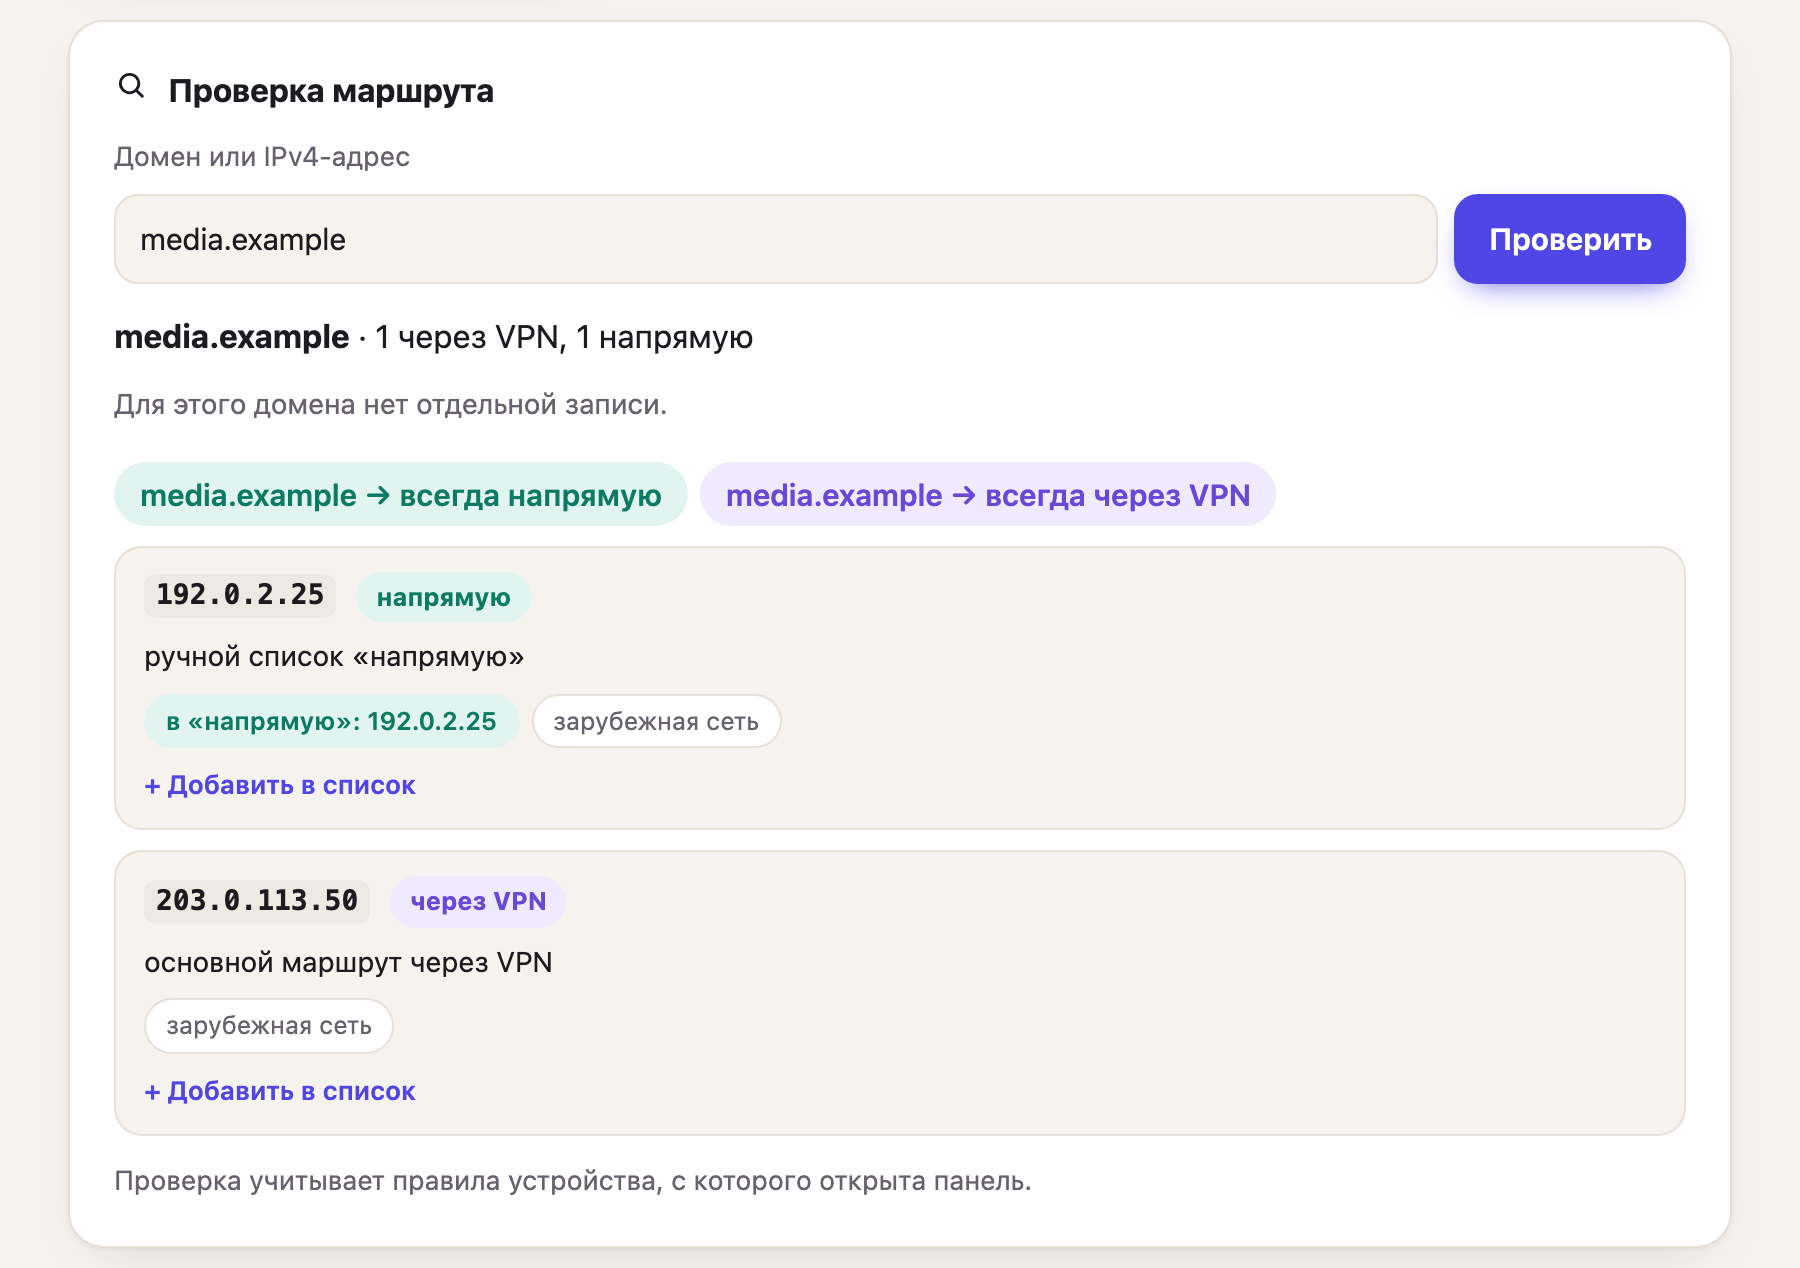 Проверка маршрута
Домен или IPv4-адрес
media.example
Проверить
media.example · 1 через VPN, 1 напрямую
Для этого домена нет отдельной записи.
media.example → всегда напрямую
media.example → всегда через VPN
192.0.2.25 напрямую
ручной список «напрямую»
в «напрямую»: 192.0.2.25 зарубежная сеть
+ Добавить в список
203.0.113.50 через VPN
основной маршрут через VPN
зарубежная сеть
+ Добавить в список
Проверка учитывает правила устройства, с которого открыта панель.